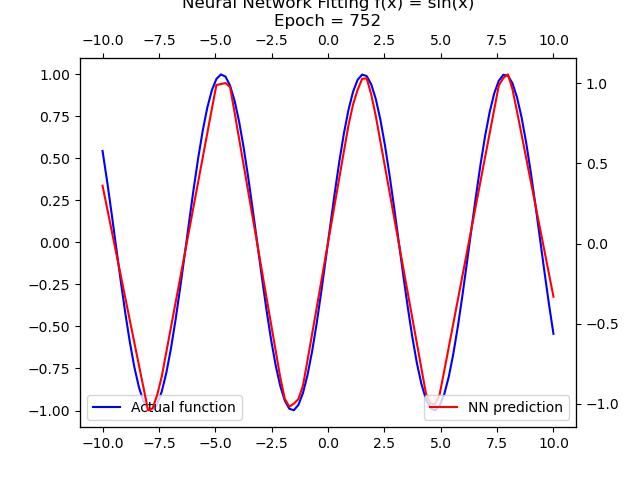 Neural Network Fitting f(x) = sin(x)
Epoch = 752
−10.0 −7.5 −5.0 −2.5 0.0 2.5 5.0 7.5 10.0
1.00
0.75
0.50
0.25
0.00
−0.25
−0.50
−0.75
−1.00
1.0
0.5
0.0
−0.5
−1.0
Actual function
NN prediction
−10.0 −7.5 −5.0 −2.5 0.0 2.5 5.0 7.5 10.0